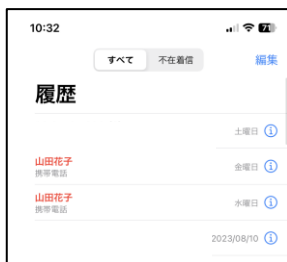 10:32
71
すべて 不在着信 編集
履歴
土曜日
山田花子 金曜日
携帯電話
山田花子 水曜日
携帯電話
2023/08/10